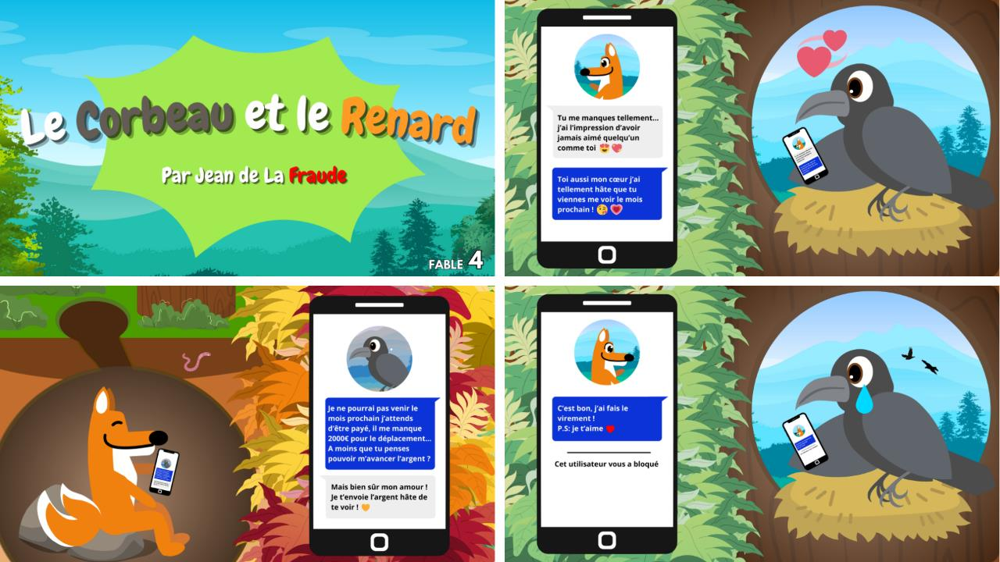 Le Corbeau et le Renard
Par Jean de La Fraude
FABLE 4
Tu me manques tellement...
j'ai l'impression d'avoir
jamais aimé quelqu'un
comme toi 😍 💖
Toi aussi mon cœur j'ai
tellement hâte que tu
viennes me voir le mois
prochain ! 😘 💗
Je ne pourrai pas venir le
mois prochain j'attends
d'être payé, il me manque
2000€ pour le déplacement...
A moins que tu penses
pouvoir m'avancer l'argent ?
Mais bien sûr mon amour !
Je t'envoie l'argent hâte de
te voir ! 🧡
C'est bon, j'ai fais le
virement !
P.S: je t'aime ❤️
Cet utilisateur vous a bloqué